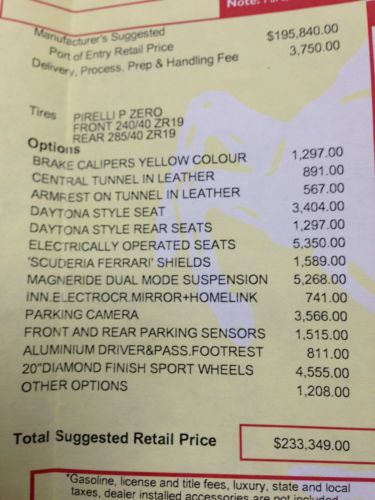 Note:
Manufacturer's Suggested
Port of Entry Retail Price $195,840.00
Delivery, Process, Prep & Handling Fee 3,750.00
Tires PIRELLI P ZERO
FRONT 240/40 ZR19
REAR 285/40 ZR19
Options
BRAKE CALIPERS YELLOW COLOUR 1,297.00
CENTRAL TUNNEL IN LEATHER 891.00
ARMREST ON TUNNEL IN LEATHER 567.00
DAYTONA STYLE SEAT 3,404.00
DAYTONA STYLE REAR SEATS 1,297.00
ELECTRICALLY OPERATED SEATS 5,350.00
'SCUDERIA FERRARI' SHIELDS 1,589.00
MAGNERIDE DUAL MODE SUSPENSION 5,268.00
INN.ELECTROCR.MIRROR+HOMELINK 741.00
PARKING CAMERA 3,566.00
FRONT AND REAR PARKING SENSORS 1,515.00
ALUMINIUM DRIVER&PASS.FOOTREST 811.00
20"DIAMOND FINISH SPORT WHEELS 4,555.00
OTHER OPTIONS 1,208.00
Total Suggested Retail Price $233,349.00
*Gasoline, license and title fees, luxury, state and local
taxes, dealer installed accessories are not included